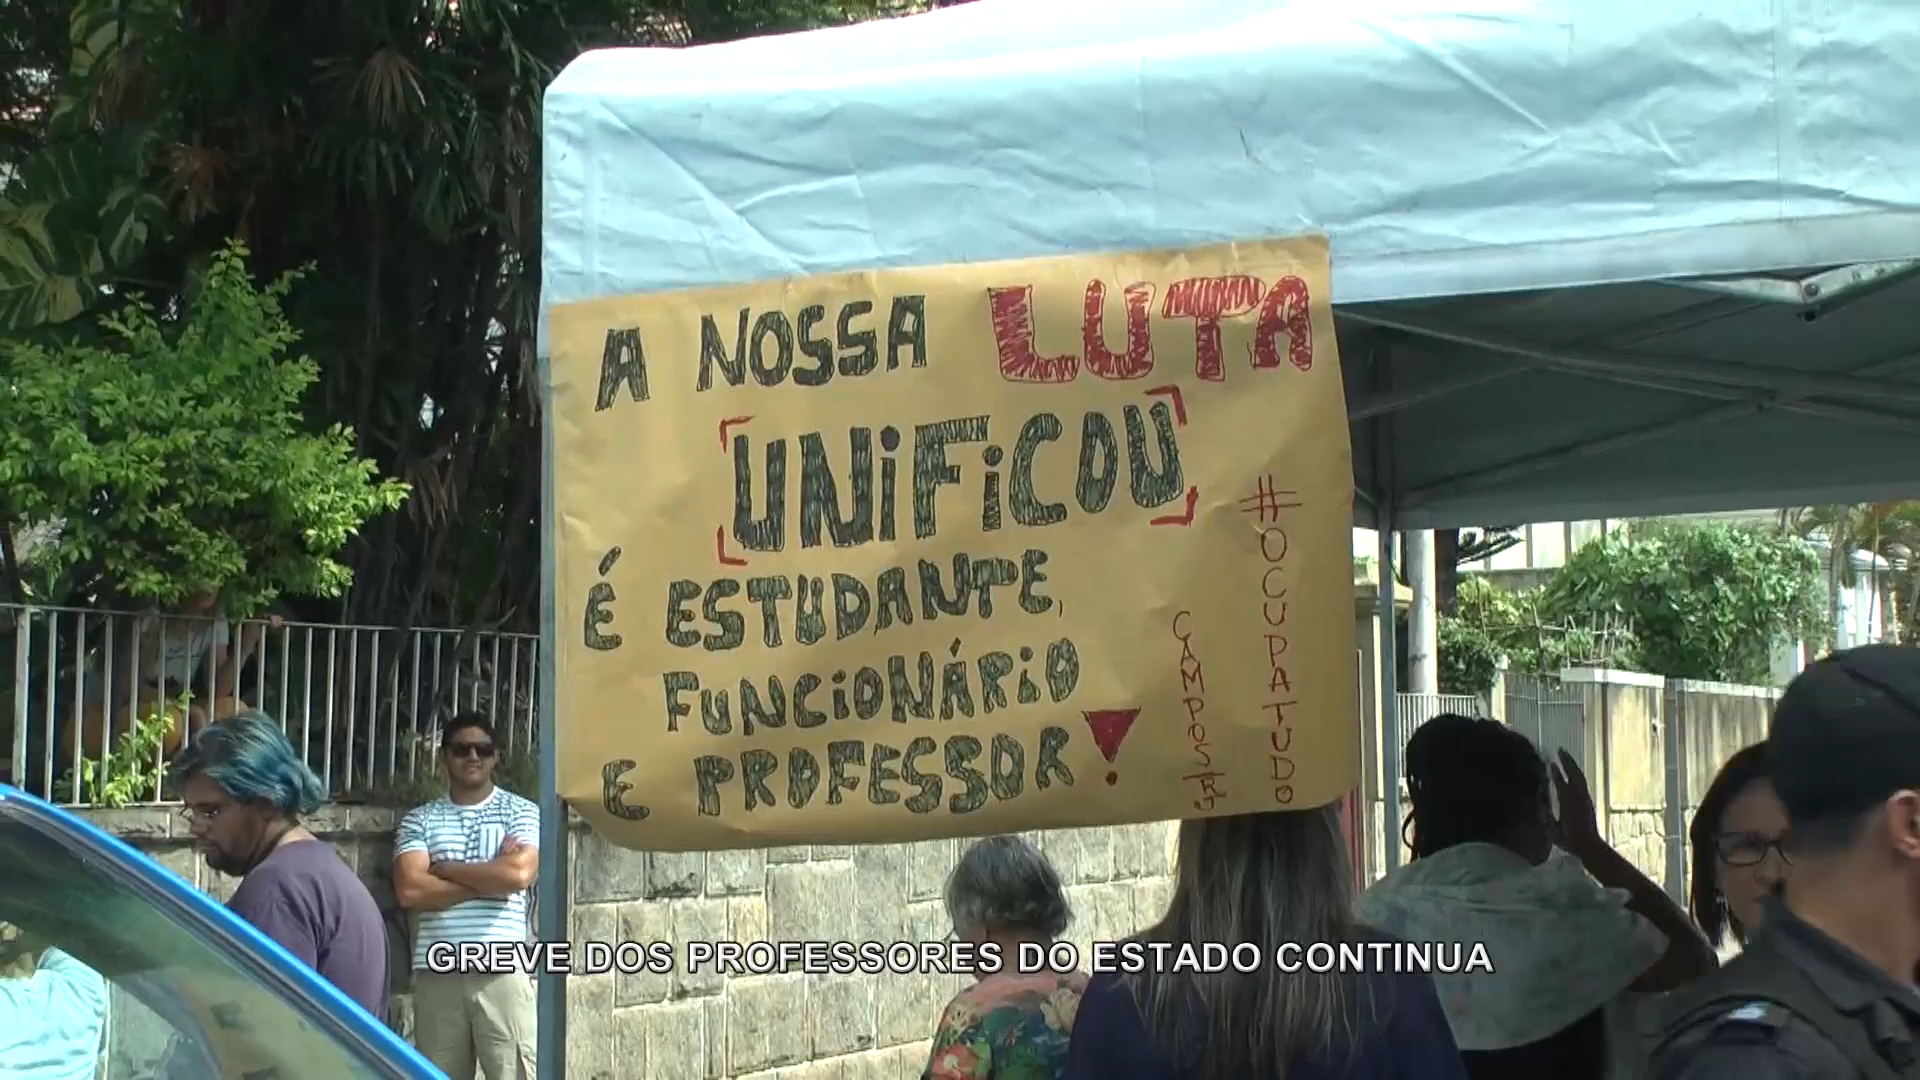 A NOSSA LUTA
UNiFiCOU
É ESTUDANTE,
FUNCiONÁRiO
E PROFESSOR!
CAMPOS/RJ
#OCUPATUDO
GREVE DOS PROFESSORES DO ESTADO CONTINUA